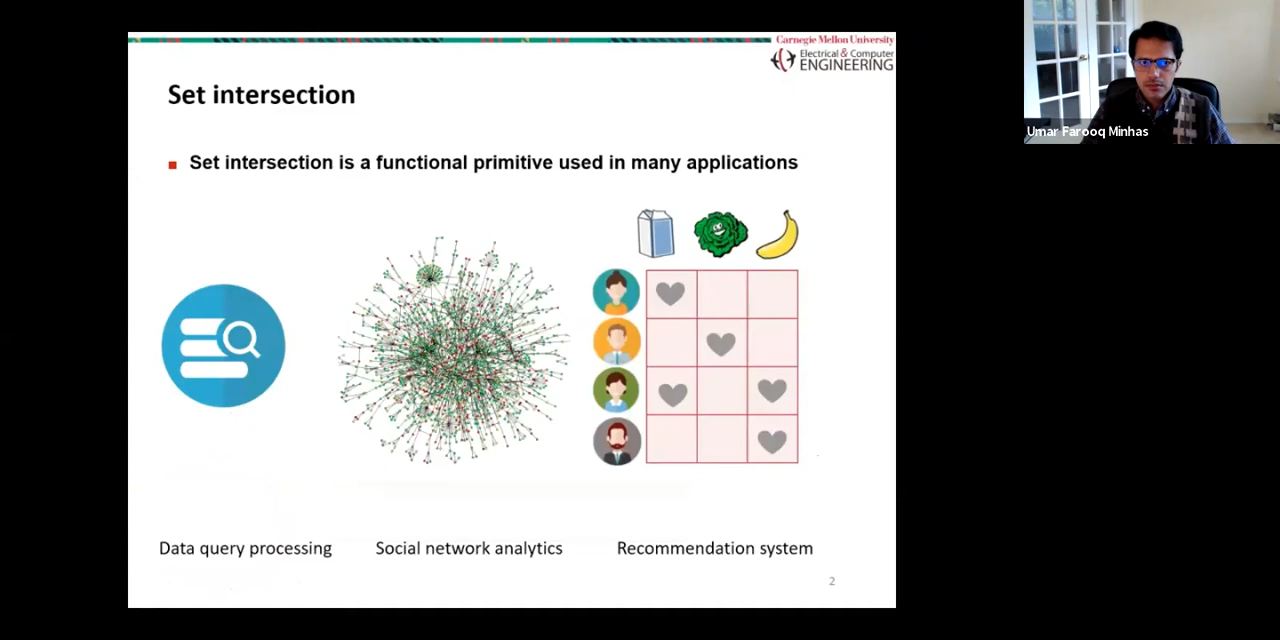 Carnegie Mellon University
Electrical & Computer
ENGINEERING
Set intersection
Set intersection is a functional primitive used in many applications
Data query processing
Social network analytics
Recommendation system
2
Umar Farooq Minhas